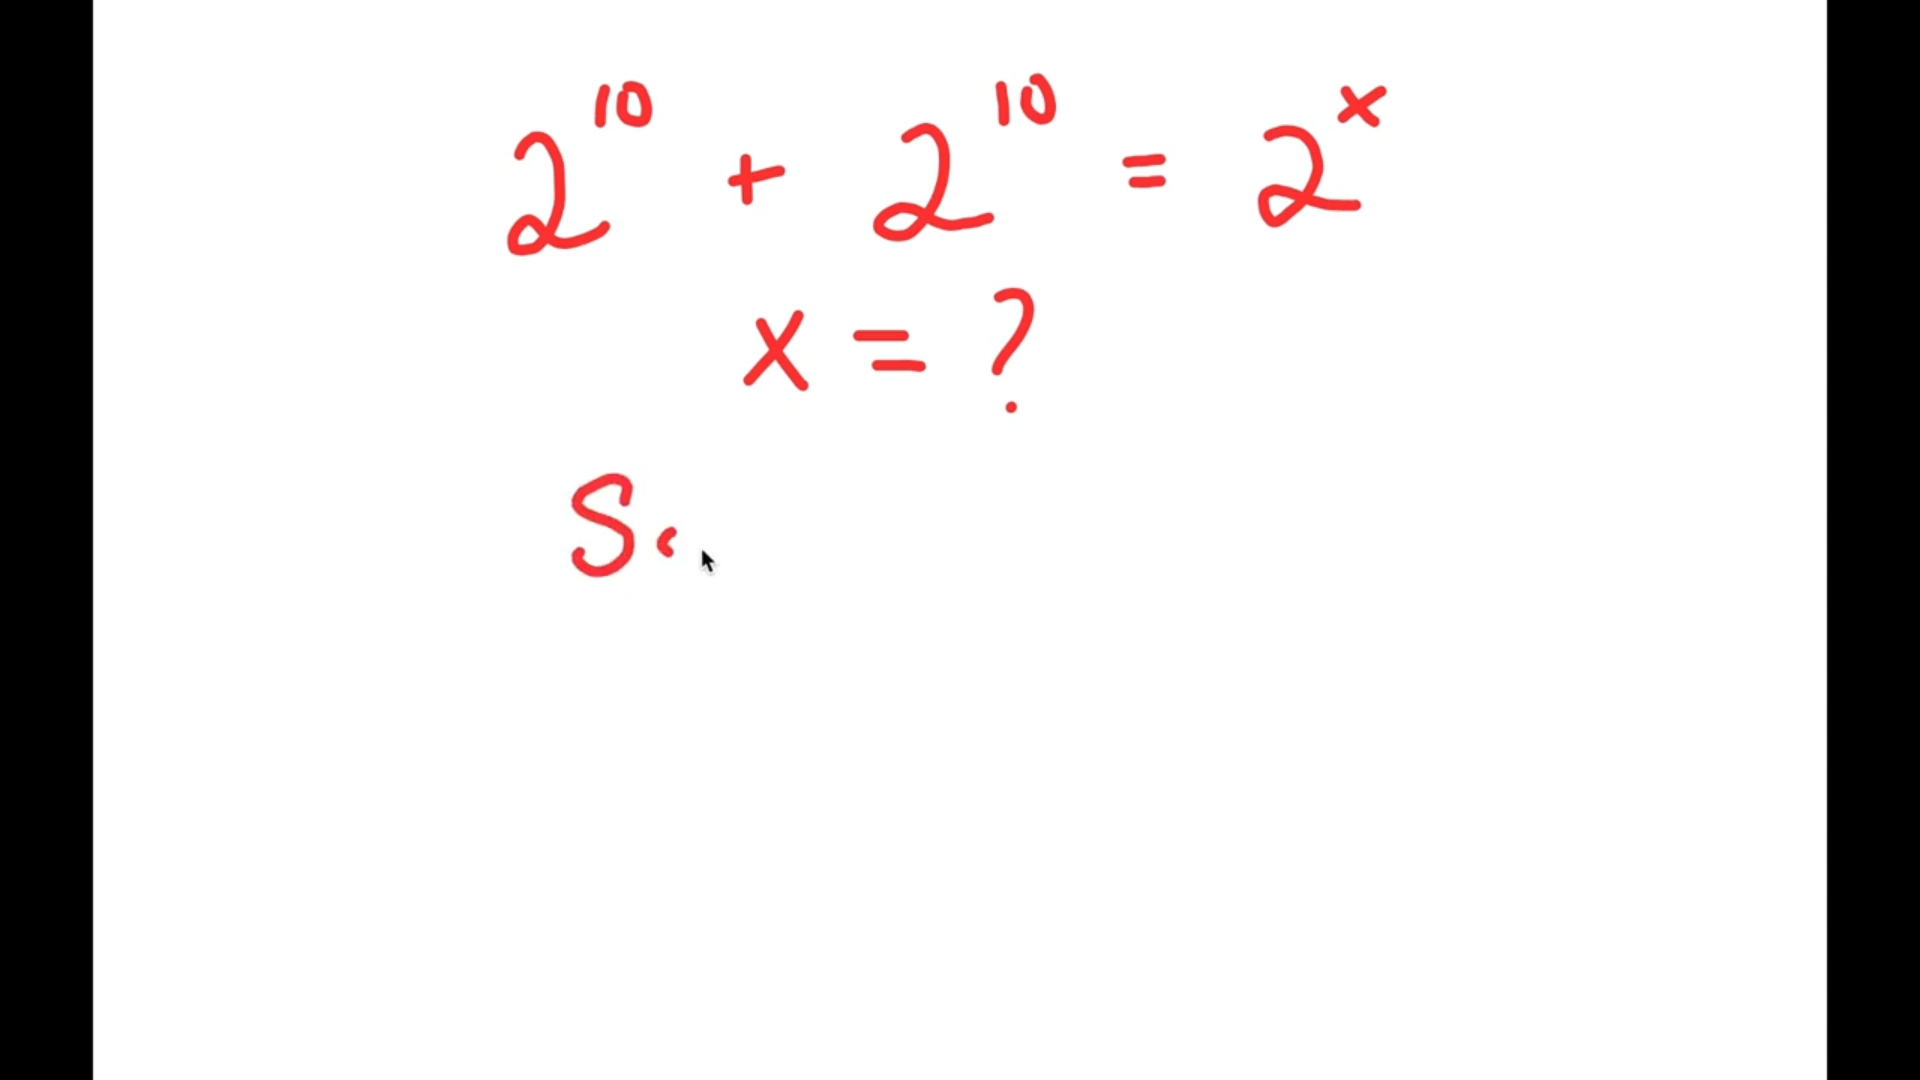 2^10 + 2^10 = 2^x
x = ?
S